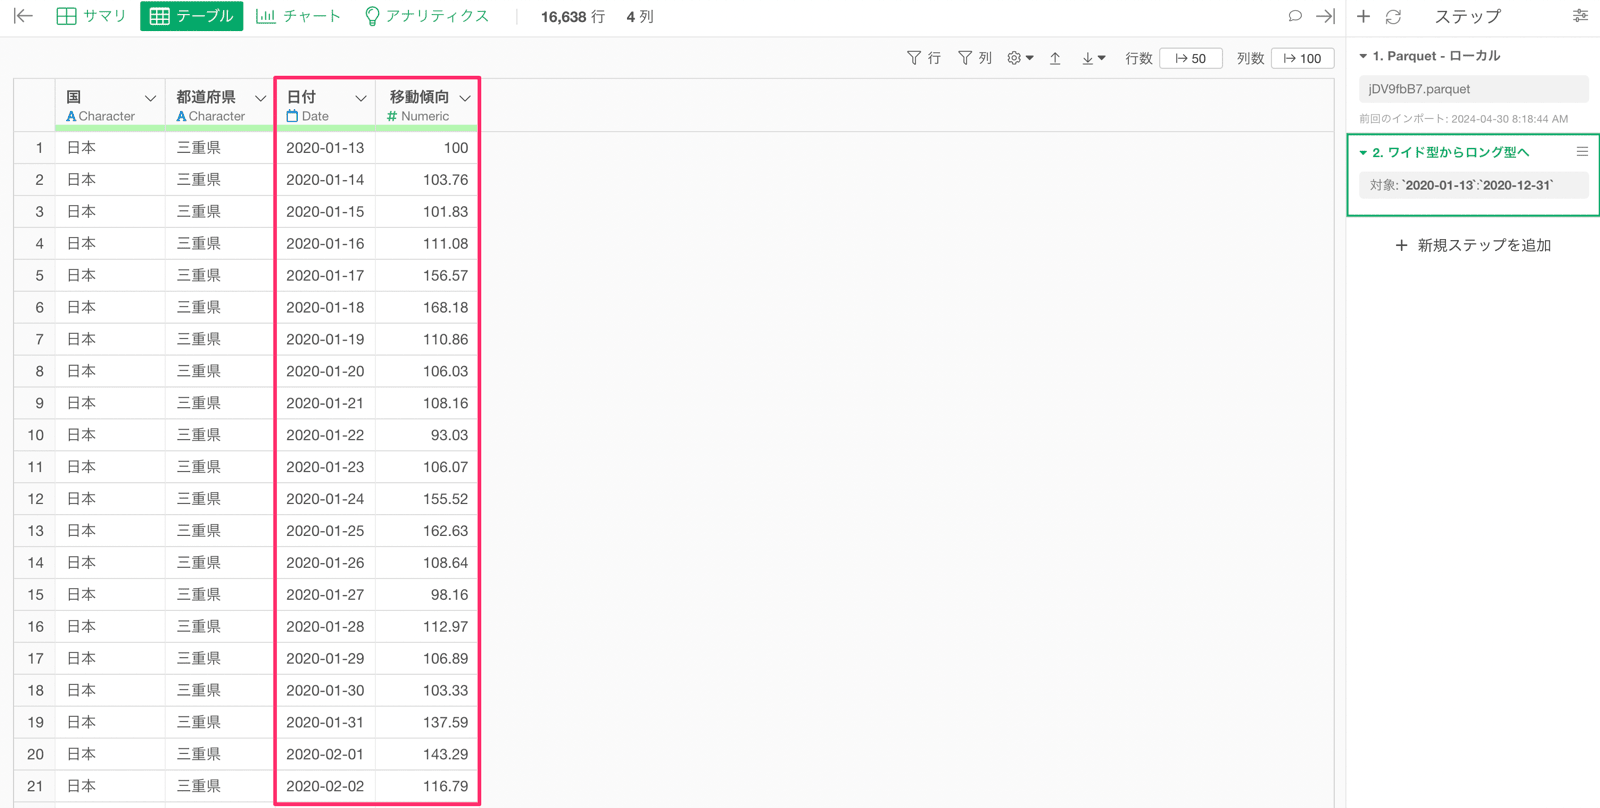 サマリ テーブル チャート アナリティクス 16,638 行 4 列
ステップ
行 列 行数 50 列数 100
国 都道府県 日付 移動傾向
Character Character Date Numeric
1 日本 三重県 2020-01-13 100
2 日本 三重県 2020-01-14 103.76
3 日本 三重県 2020-01-15 101.83
4 日本 三重県 2020-01-16 111.08
5 日本 三重県 2020-01-17 156.57
6 日本 三重県 2020-01-18 168.18
7 日本 三重県 2020-01-19 110.86
8 日本 三重県 2020-01-20 106.03
9 日本 三重県 2020-01-21 108.16
10 日本 三重県 2020-01-22 93.03
11 日本 三重県 2020-01-23 106.07
12 日本 三重県 2020-01-24 155.52
13 日本 三重県 2020-01-25 162.63
14 日本 三重県 2020-01-26 108.64
15 日本 三重県 2020-01-27 98.16
16 日本 三重県 2020-01-28 112.97
17 日本 三重県 2020-01-29 106.89
18 日本 三重県 2020-01-30 103.33
19 日本 三重県 2020-01-31 137.59
20 日本 三重県 2020-02-01 143.29
21 日本 三重県 2020-02-02 116.79
1. Parquet - ローカル
jDV9fbB7.parquet
前回のインポート: 2024-04-30 8:18:44 AM
2. ワイド型からロング型へ
対象: `2020-01-13`:`2020-12-31`
+ 新規ステップを追加